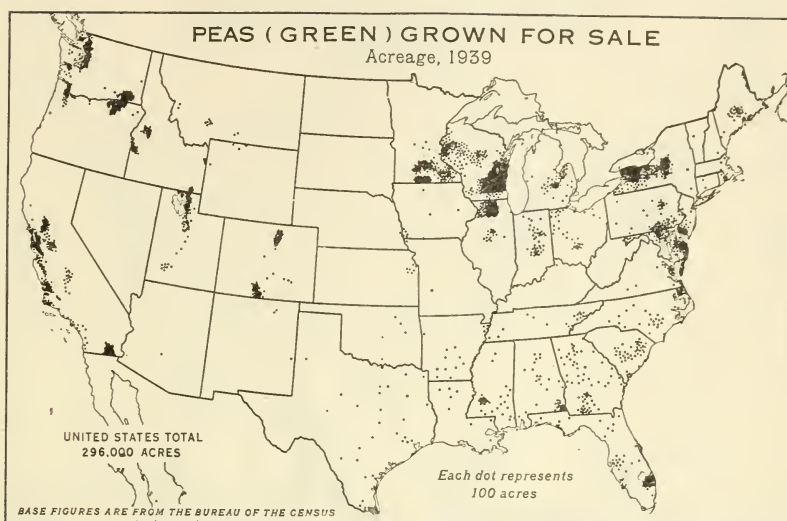 PEAS (GREEN) GROWN FOR SALE
Acreage, 1939
UNITED STATES TOTAL
296,000 ACRES
Each dot represents
100 acres
BASE FIGURES ARE FROM THE BUREAU OF THE CENSUS